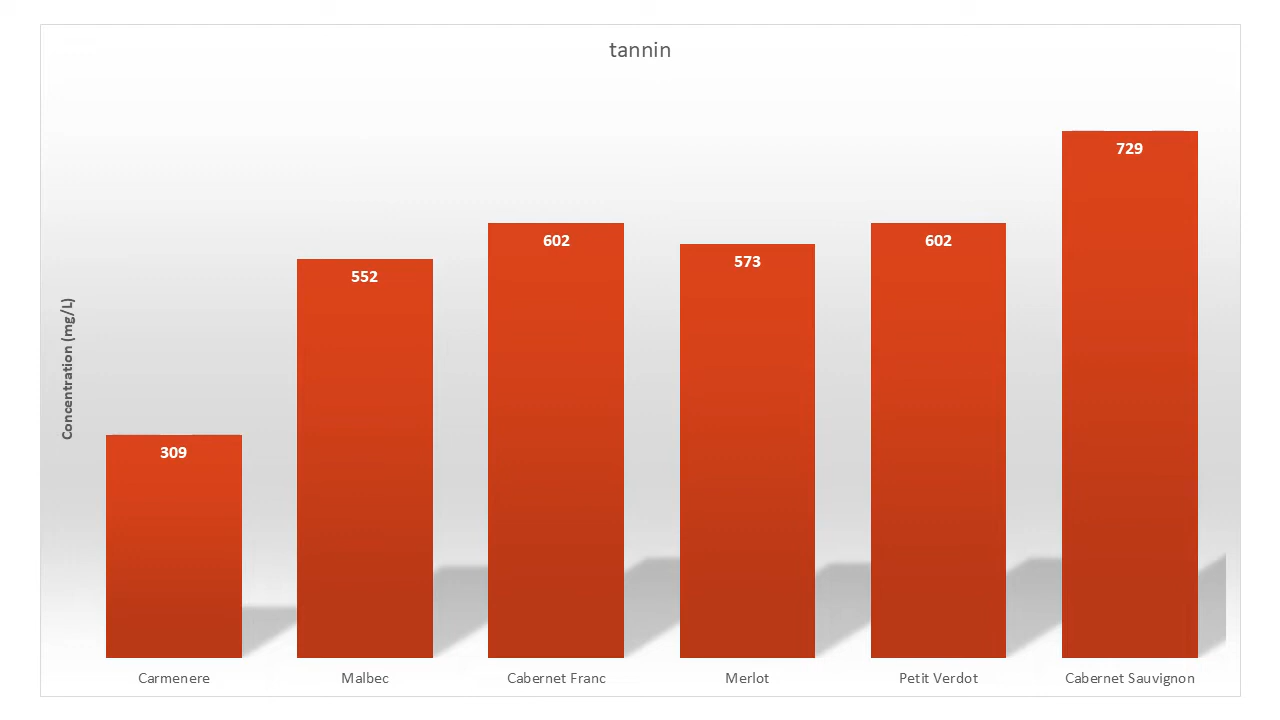 tannin
Concentration (mg/L)
309
552
602
573
602
729
Carmenere
Malbec
Cabernet Franc
Merlot
Petit Verdot
Cabernet Sauvignon